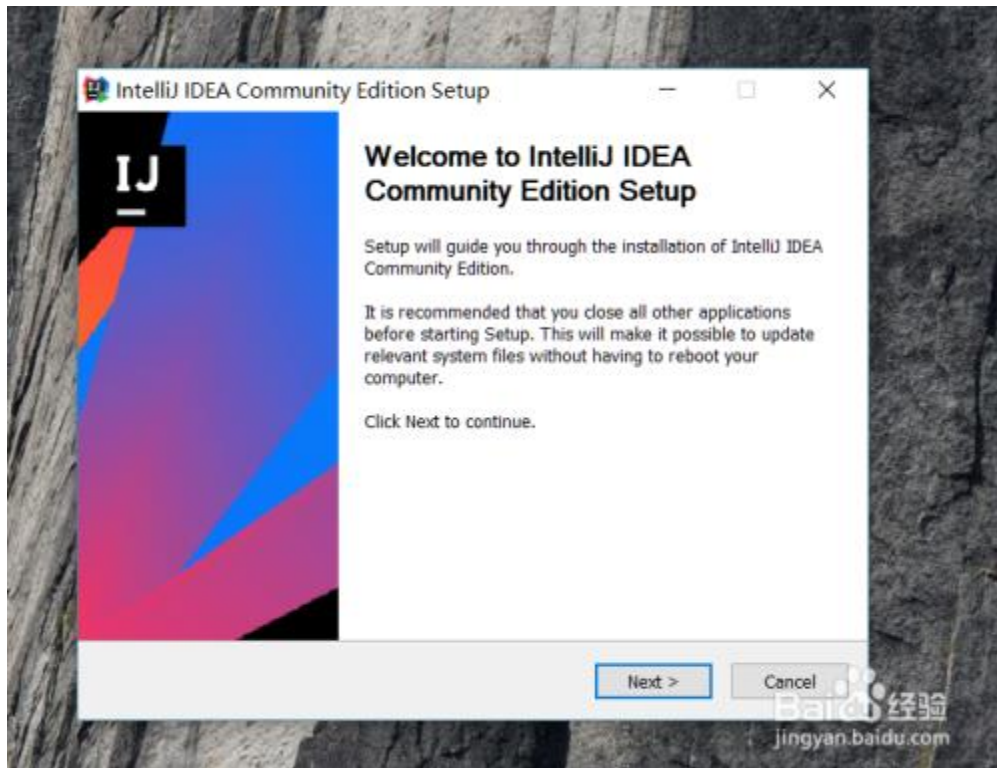 IntelliJ IDEA Community Edition Setup
IJ
Welcome to IntelliJ IDEA
Community Edition Setup
Setup will guide you through the installation of IntelliJ IDEA
Community Edition.
It is recommended that you close all other applications
before starting Setup. This will make it possible to update
relevant system files without having to reboot your
computer.
Click Next to continue.
Next >
Cancel
Baidu经验
jingyan.baidu.com